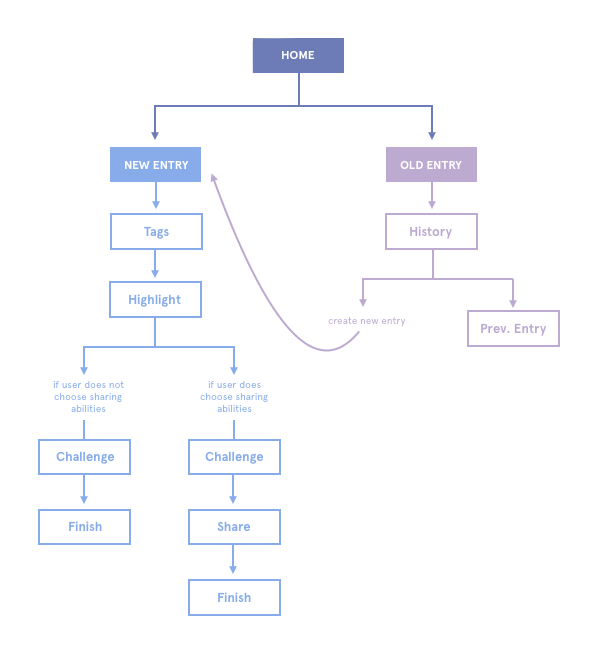 HOME
NEW ENTRY
OLD ENTRY
Tags
History
Highlight
create new entry
Prev. Entry
if user does not
choose sharing
abilities
if user does
choose sharing
abilities
Challenge
Challenge
Finish
Share
Finish